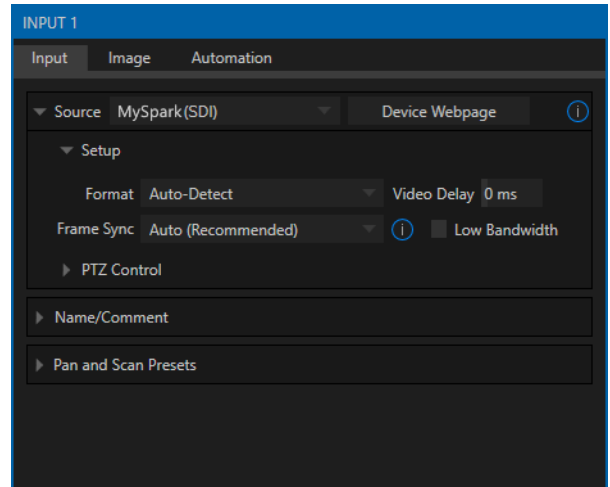 INPUT 1
Input Image Automation
Source MySpark(SDI) Device Webpage i
Setup
Format Auto-Detect Video Delay 0 ms
Frame Sync Auto (Recommended) i Low Bandwidth
PTZ Control
Name/Comment
Pan and Scan Presets